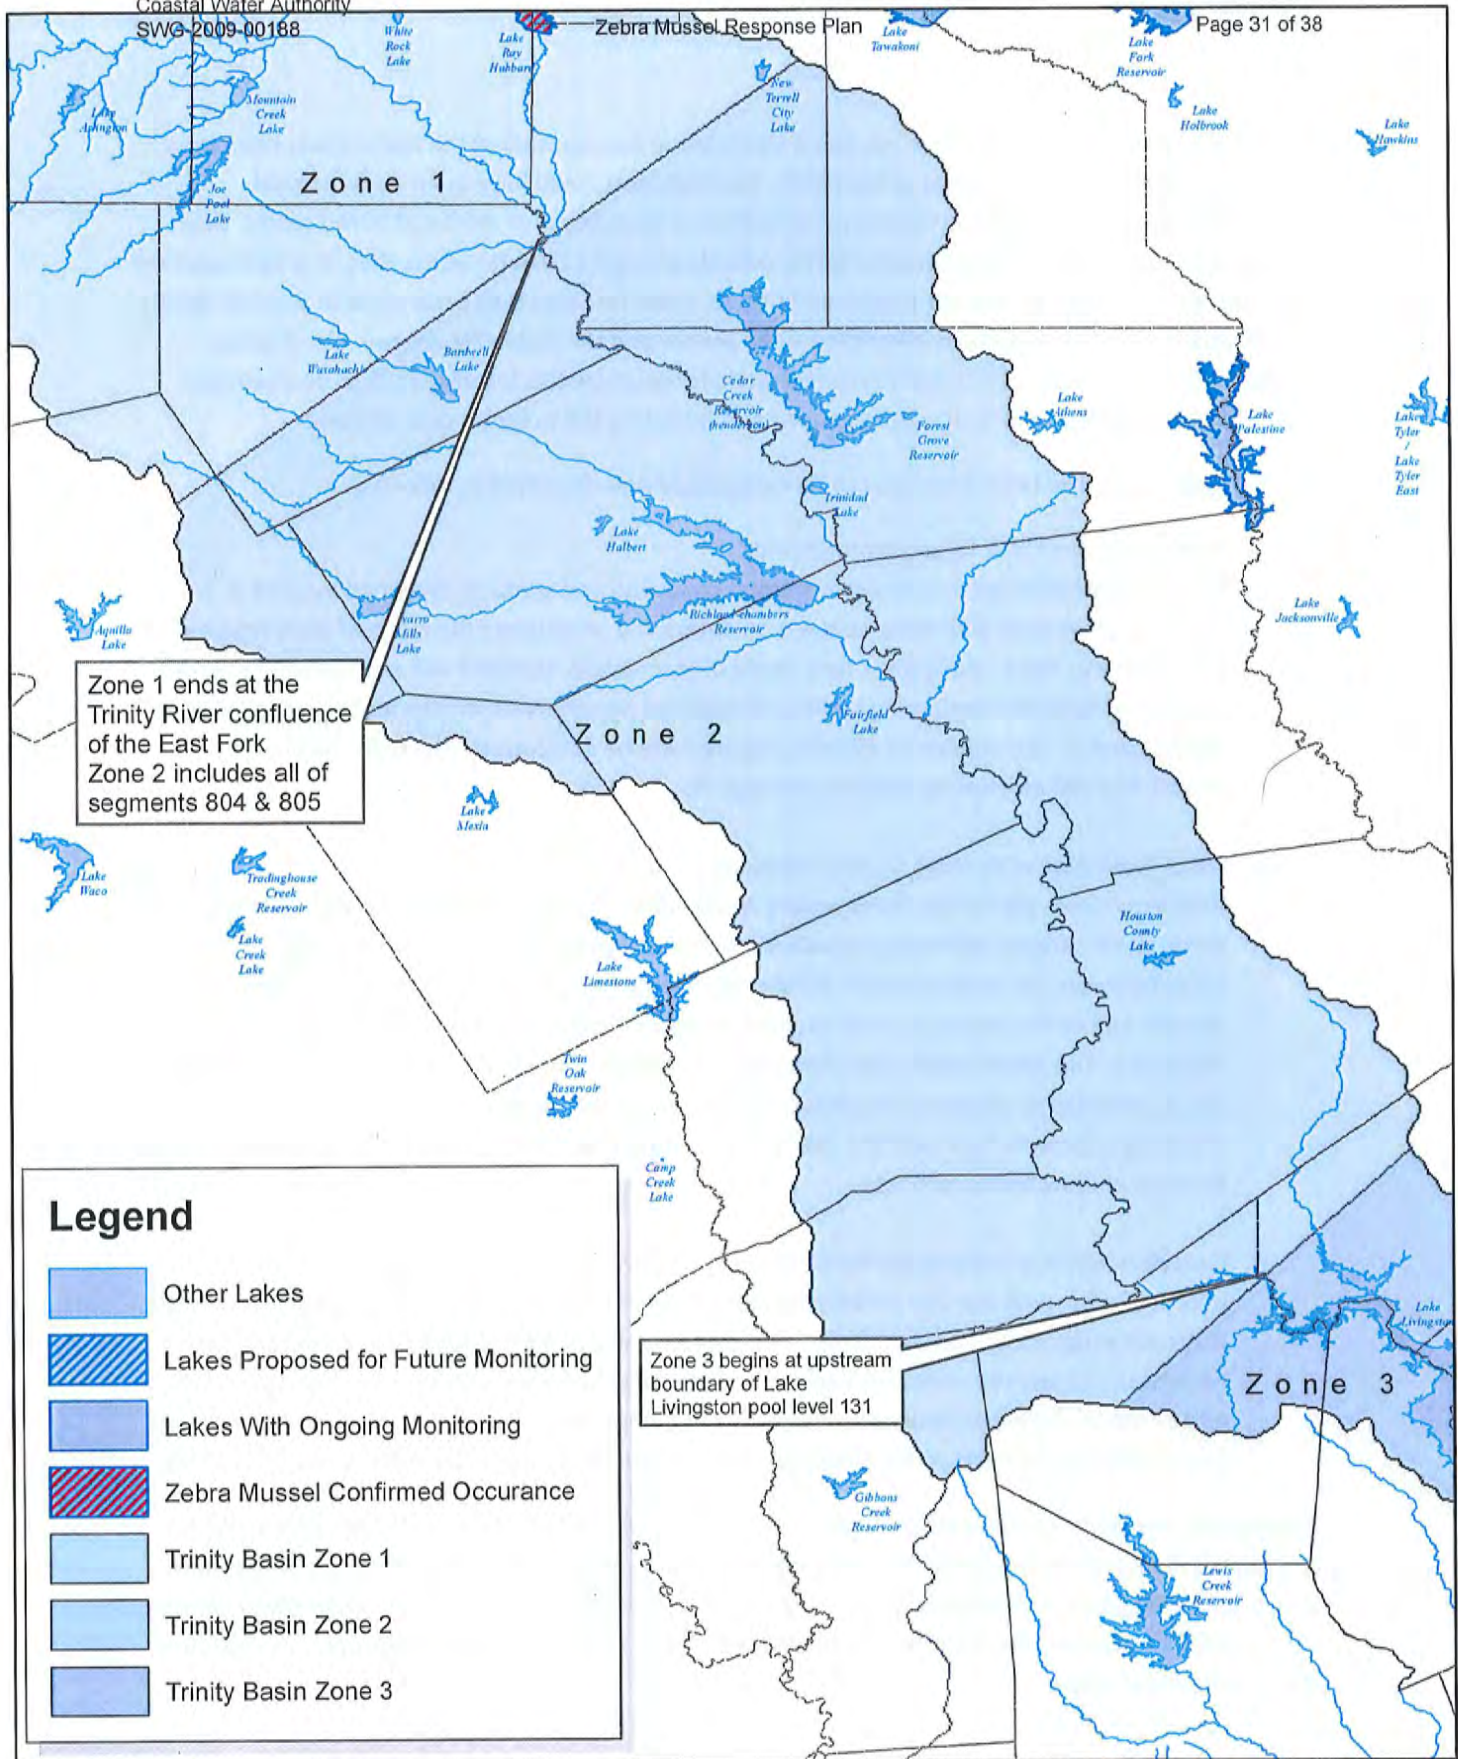 Coastal Water Authority
SWG-2009-00188
Zebra Mussel Response Plan
Page 31 of 38
White
Rock
Lake
Lake
Ray
Hubbard
Lake
Tawakoni
Lake
Fork
Reservoir
New
Terrell
City
Lake
Lake
Arlington
Mountain
Creek
Lake
Lake
Holbrook
Lake
Hawkins
Joe
Pool
Lake
Zone 1
Lake
Waxahachie
Bardwell
Lake
Cedar
Creek
Reservoir
(henderson)
Forest
Grove
Reservoir
Lake
Athens
Lake
Palestine
Lake
Tyler
/
Lake
Tyler
East
Trinidad
Lake
Lake
Halbert
Richland-chambers
Reservoir
Navarro
Mills
Lake
Aquilla
Lake
Lake
Jacksonville
Zone 1 ends at the
Trinity River confluence
of the East Fork
Zone 2 includes all of
segments 804 & 805
Fairfield
Lake
Zone 2
Lake
Mexia
Lake
Waco
Tradinghouse
Creek
Reservoir
Lake
Creek
Lake
Houston
County
Lake
Lake
Limestone
Twin
Oak
Reservoir
Camp
Creek
Lake
Lake
Livingston
Zone 3
Zone 3 begins at upstream
boundary of Lake
Livingston pool level 131
Gibbons
Creek
Reservoir
Lewis
Creek
Reservoir
Legend
Other Lakes
Lakes Proposed for Future Monitoring
Lakes With Ongoing Monitoring
Zebra Mussel Confirmed Occurance
Trinity Basin Zone 1
Trinity Basin Zone 2
Trinity Basin Zone 3